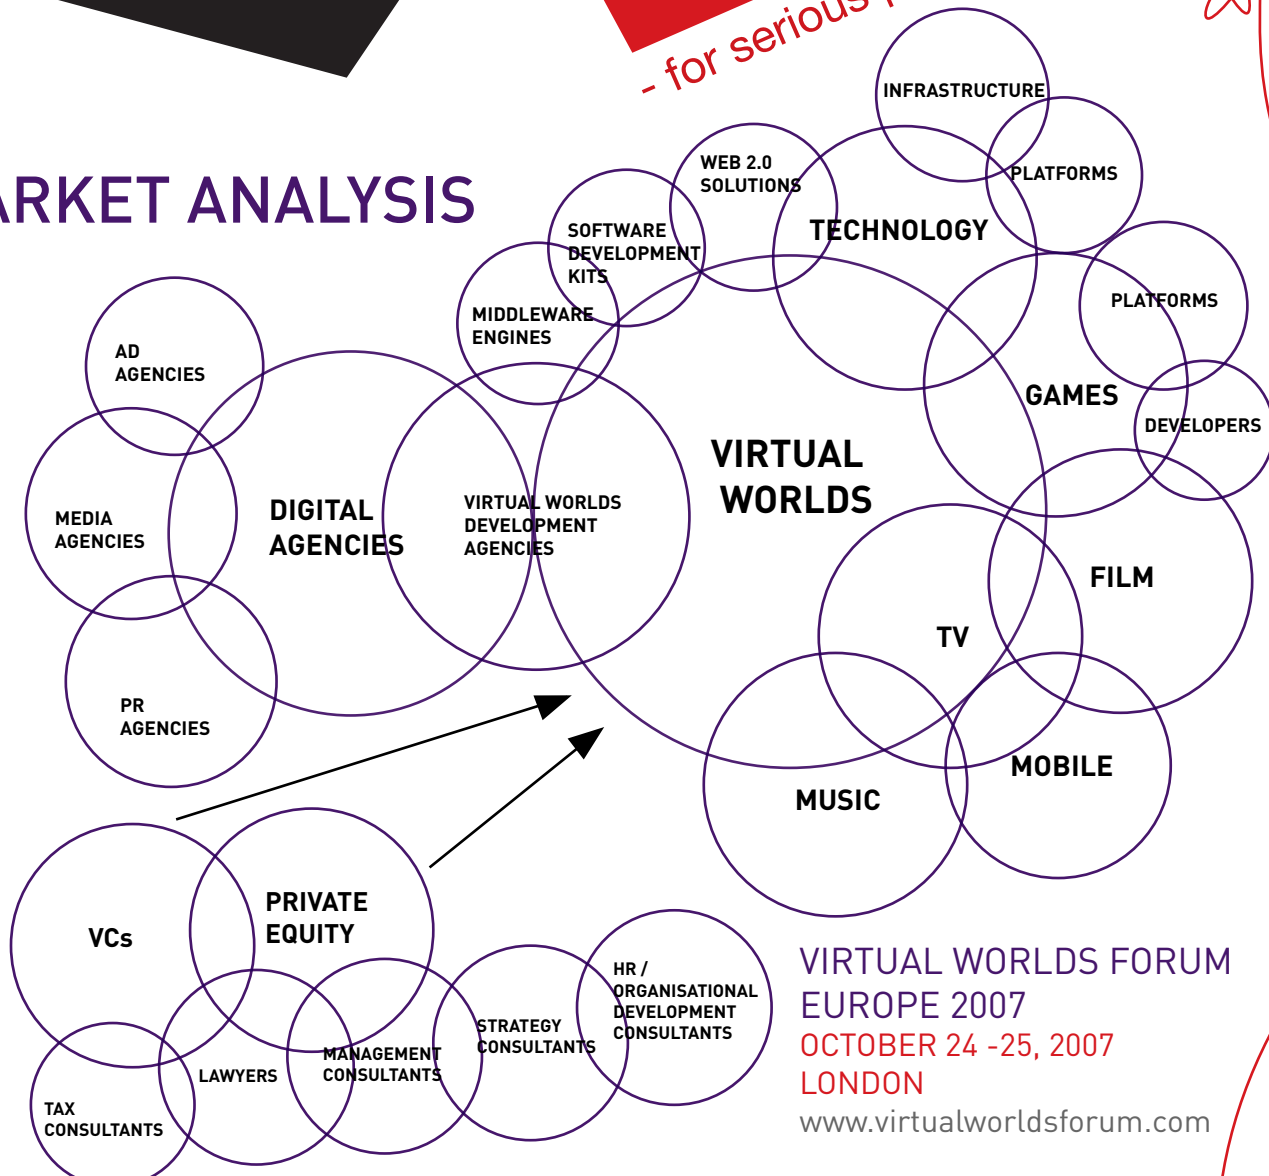 - for serious
INFRASTRUCTURE
PLATFORMS
WEB 2.0
SOLUTIONS
ARKET ANALYSIS
TECHNOLOGY
SOFTWARE
DEVELOPMENT
KITS
PLATFORMS
MIDDLEWARE
ENGINES
AD
AGENCIES
GAMES
DEVELOPERS
VIRTUAL
WORLDS
DIGITAL
AGENCIES
VIRTUAL WORLDS
DEVELOPMENT
AGENCIES
MEDIA
AGENCIES
FILM
TV
PR
AGENCIES
MOBILE
MUSIC
VCs
PRIVATE
EQUITY
HR /
ORGANISATIONAL
DEVELOPMENT
CONSULTANTS
STRATEGY
CONSULTANTS
MANAGEMENT
CONSULTANTS
LAWYERS
TAX
CONSULTANTS
VIRTUAL WORLDS FORUM
EUROPE 2007
OCTOBER 24 -25, 2007
LONDON
www.virtualworldsforum.com